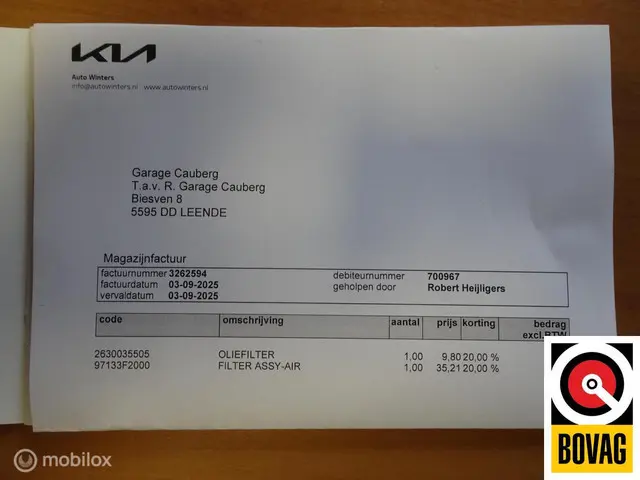 KIA
Auto Winters
info@autowinters.nl www.autowinters.nl
Garage Cauberg
T.a.v. R. Garage Cauberg
Biesven 8
5595 DD LEENDE
Magazijnfactuur
factuurnummer 3262594 debiteurnummer 700967
factuurdatum 03-09-2025 geholpen door Robert Heijligers
vervaldatum 03-09-2025
code omschrijving aantal prijs korting bedrag
excl.BTW
2630035505 OLIEFILTER 1,00 9,80 20,00 %
97133F2000 FILTER ASSY-AIR 1,00 35,21 20,00 %
BOVAG
mobilox